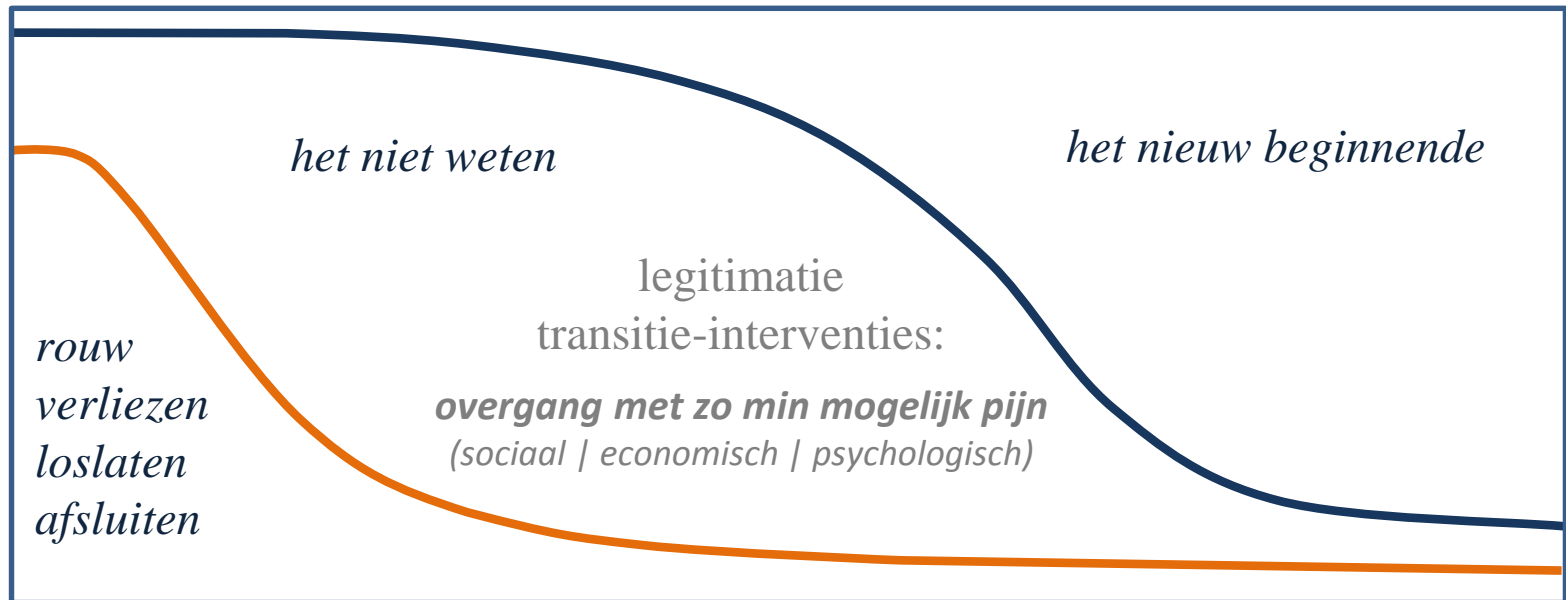 het niet weten
het nieuw beginnende
legitimatie
transitie-interventies:
overgang met zo min mogelijk pijn
(sociaal | economisch | psychologisch)
rouw
verliezen
loslaten
afsluiten